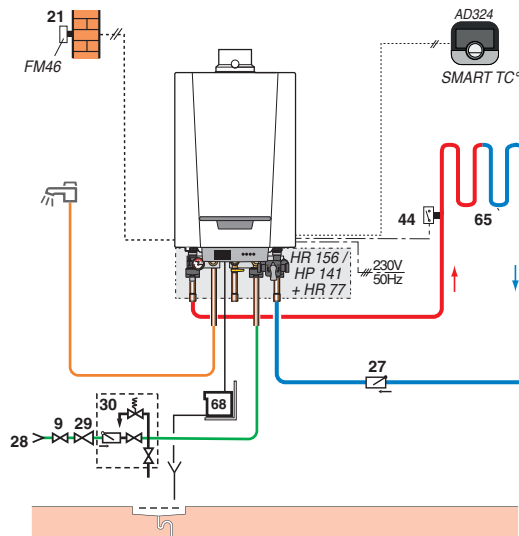 21
FM46
AD324
SMART TC°
44
65
HR 156 /
HP 141
+ HR 77
230V
50Hz
27
68
30
9
29
28